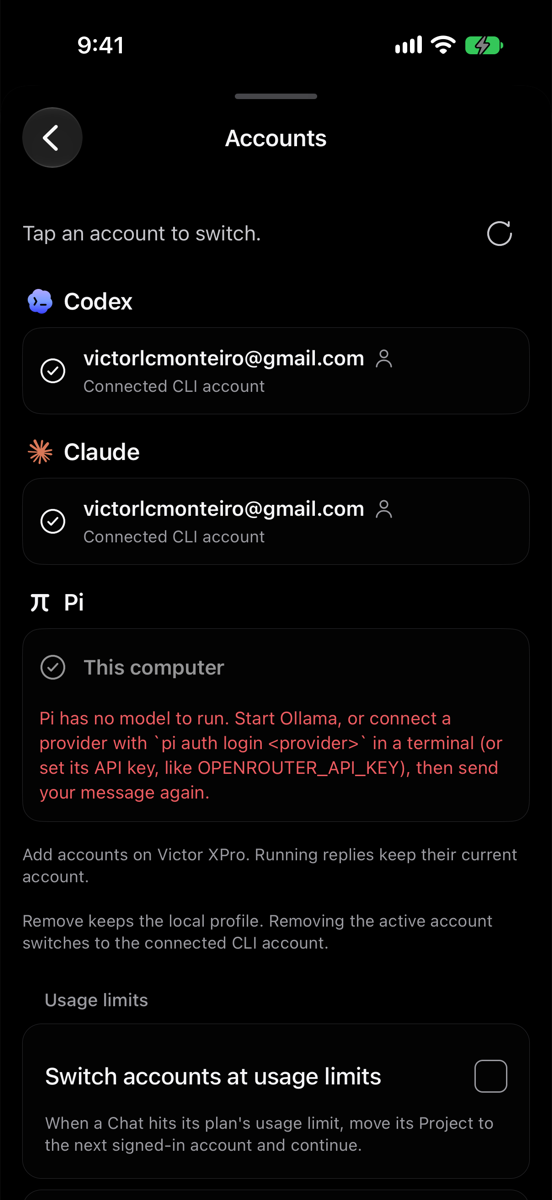 9:41
Accounts
Tap an account to switch.
Codex
victorlcmonteiro@gmail.com
Connected CLI account
Claude
victorlcmonteiro@gmail.com
Connected CLI account
π Pi
This computer
Pi has no model to run. Start Ollama, or connect a
provider with `pi auth login <provider>` in a terminal (or
set its API key, like OPENROUTER_API_KEY), then send
your message again.
Add accounts on Victor XPro. Running replies keep their current
account.
Remove keeps the local profile. Removing the active account
switches to the connected CLI account.
Usage limits
Switch accounts at usage limits
When a Chat hits its plan's usage limit, move its Project to
the next signed-in account and continue.